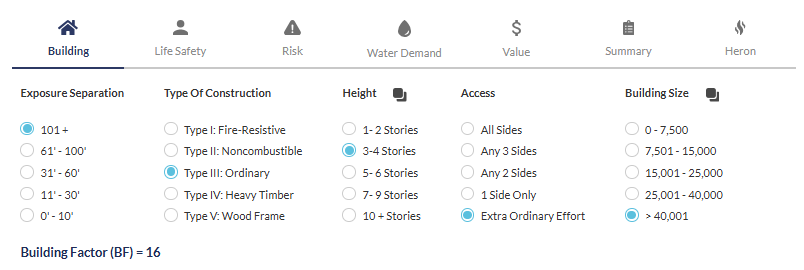 Building Life Safety Risk Water Demand Value Summary Heron
Exposure Separation Type Of Construction Height Access Building Size
101 + Type I: Fire-Resistive 1- 2 Stories All Sides 0 - 7,500
61' - 100' Type II: Noncombustible 3-4 Stories Any 3 Sides 7,501 - 15,000
31' - 60' Type III: Ordinary 5- 6 Stories Any 2 Sides 15,001 - 25,000
11' - 30' Type IV: Heavy Timber 7- 9 Stories 1 Side Only 25,001 - 40,000
0' - 10' Type V: Wood Frame 10 + Stories Extra Ordinary Effort > 40,001
Building Factor (BF) = 16